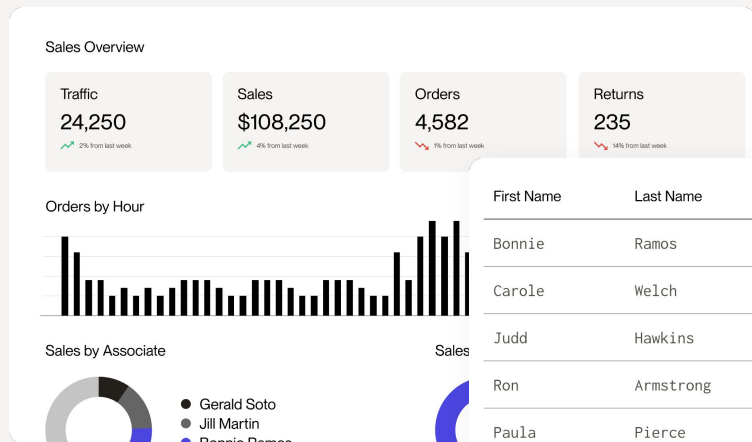 Sales Overview
Traffic
24,250
2% from last week
Sales
$108,250
4% from last week
Orders
4,582
1% from last week
Returns
235
14% from last week
Orders by Hour
First Name Last Name
Bonnie Ramos
Carole Welch
Judd Hawkins
Ron Armstrong
Paula Pierce
Sales by Associate
Gerald Soto
Jill Martin
Bonnie Ramos
Sales